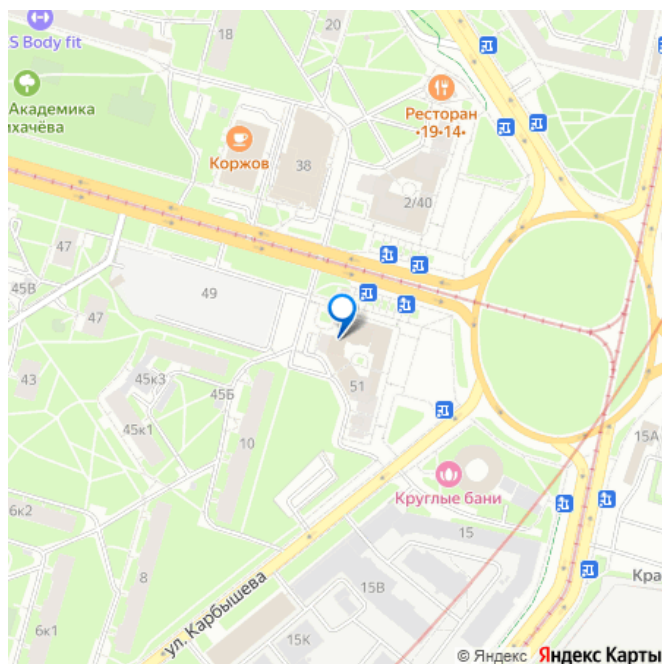 20
18
S Body fit
Ресторан
•19•14•
Академика
ихачёва
Коржов
38
2/40
47
45В
49
47
43
45к3
51
45Б
45к1
10
15А
Круглые бани
6к2
15
8
Кра
ул. Карбышева
15В
6к1
15К
© Яндекс Яндекс Карты